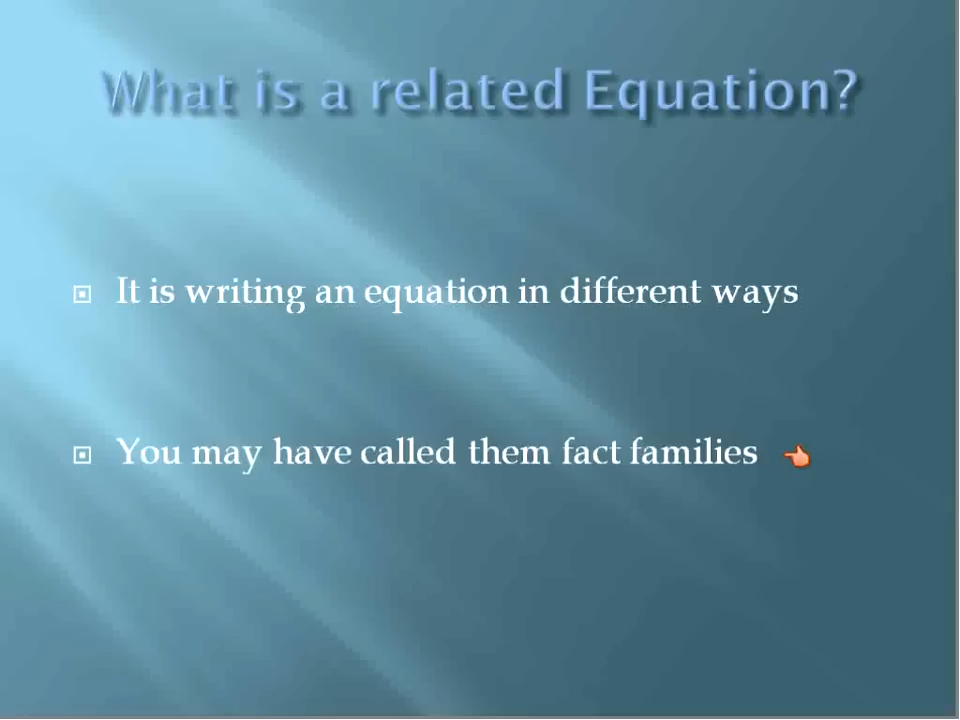 What is a related Equation?
It is writing an equation in different ways
You may have called them fact families